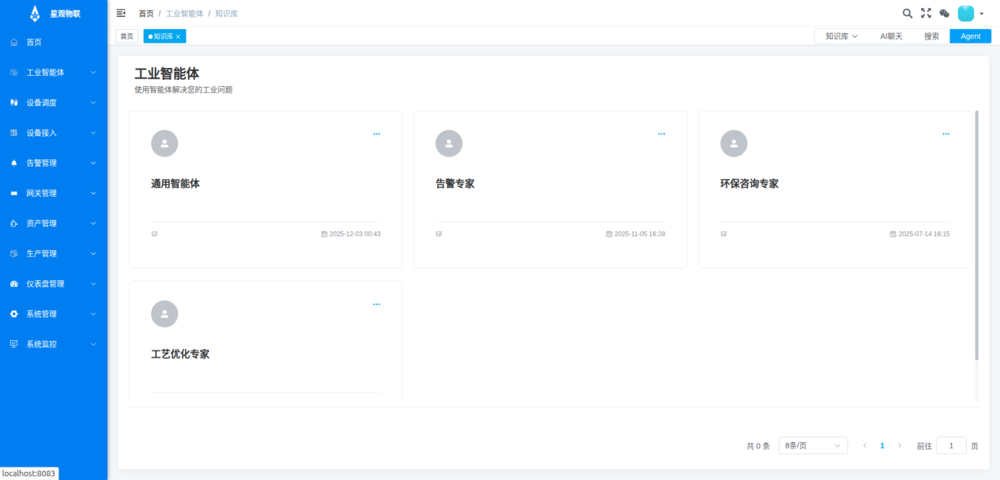 星观物联
首页 / 工业智能体 / 知识库
首页
知识库
知识库
AI聊天
搜索
Agent
首页
工业智能体
设备调度
设备接入
告警管理
网关管理
资产管理
生产管理
仪表盘管理
系统管理
系统监控
工业智能体
使用智能体解决您的工业问题
通用智能体
2025-12-03 00:43
告警专家
2025-11-05 16:28
环保咨询专家
2025-07-14 16:15
工艺优化专家
共 0 条 8条/页 1 前往 1 页
localhost:8083